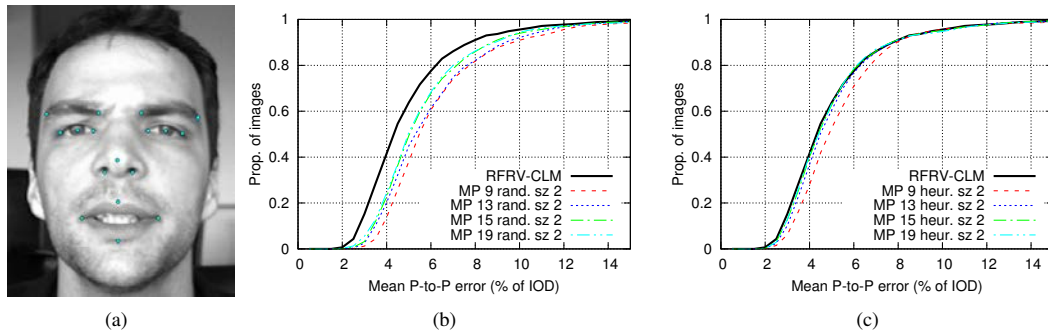 1
0.8
0.6
0.4
0.2
0
Prop. of images
RFRV-CLM
MP 9 rand. sz 2
MP 13 rand. sz 2
MP 15 rand. sz 2
MP 19 rand. sz 2
0 2 4 6 8 10 12 14
Mean P-to-P error (% of IOD)
1
0.8
0.6
0.4
0.2
0
Prop. of images
RFRV-CLM
MP 9 heur. sz 2
MP 13 heur. sz 2
MP 15 heur. sz 2
MP 19 heur. sz 2
0 2 4 6 8 10 12 14
Mean P-to-P error (% of IOD)
(a) (b) (c)